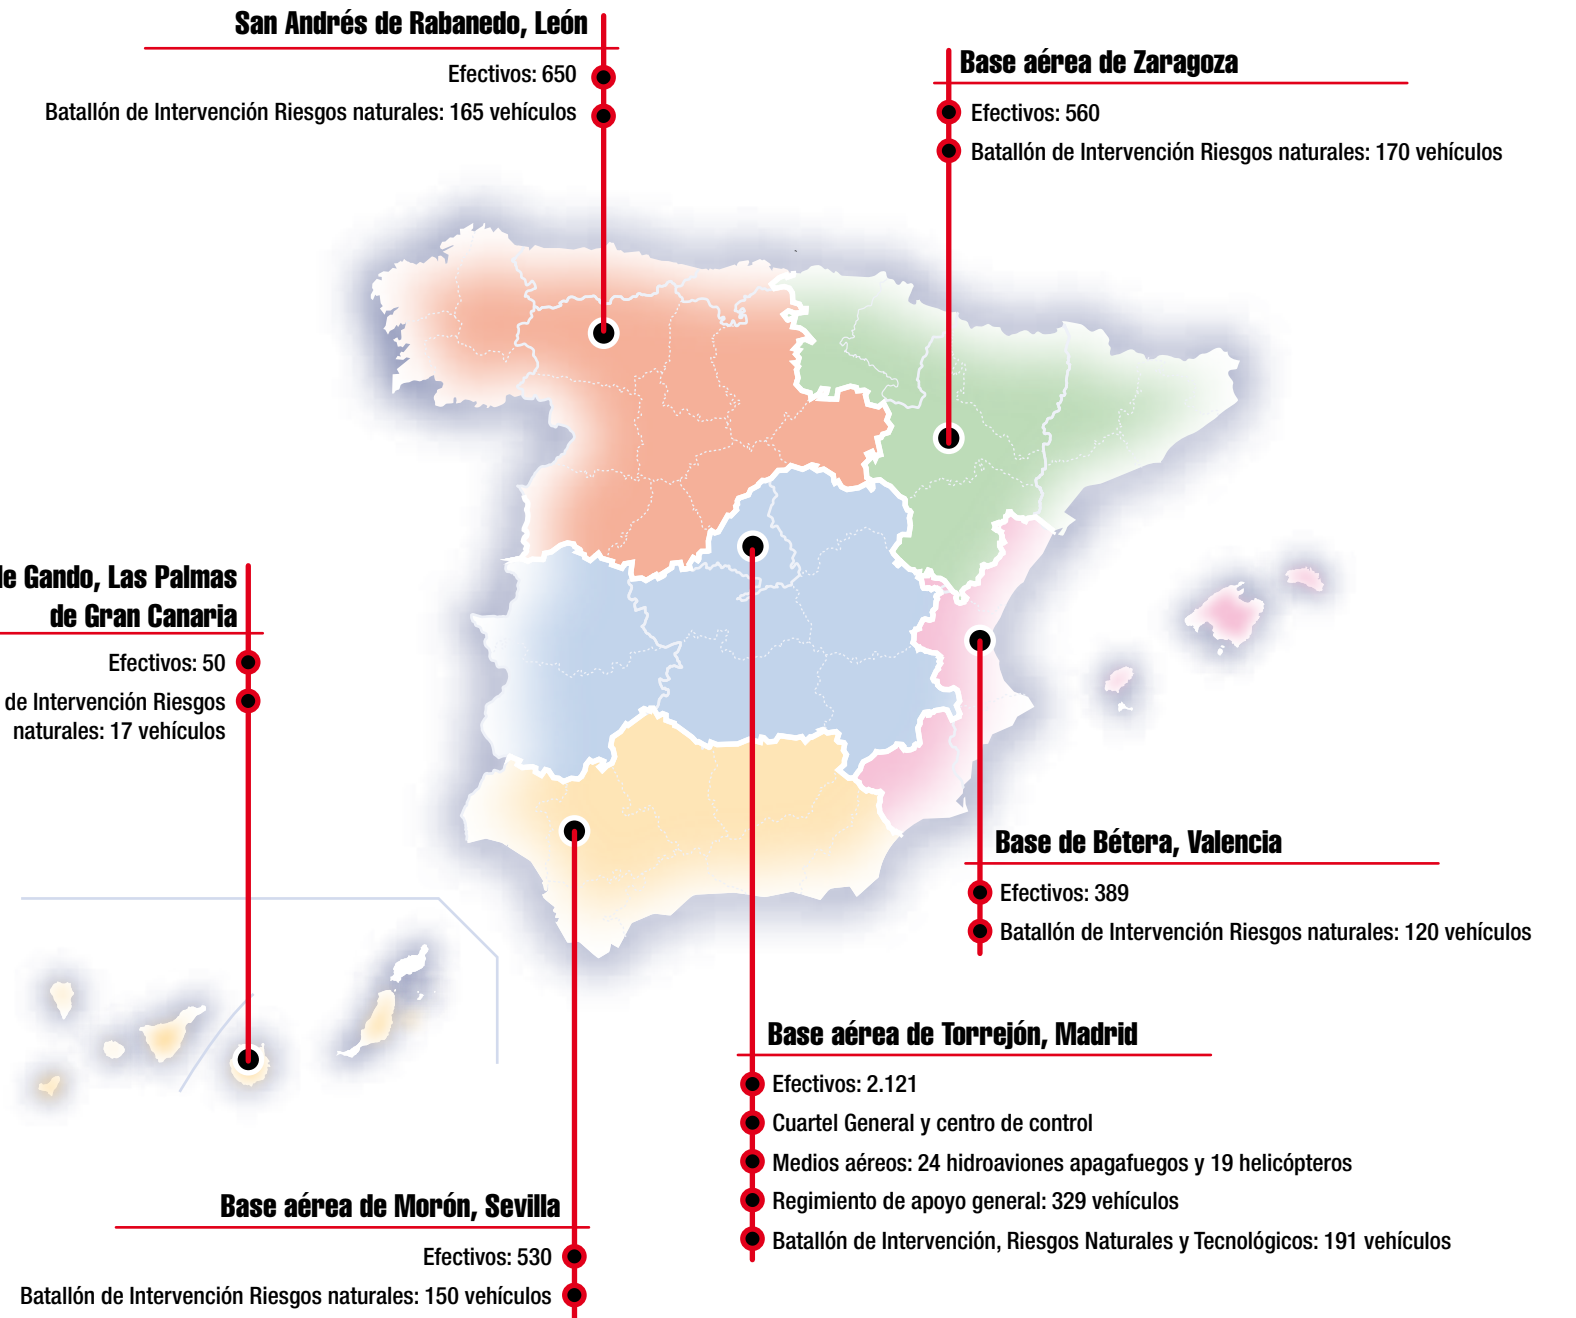 San Andrés de Rabanedo, León
Efectivos: 650
Batallón de Intervención Riesgos naturales: 165 vehículos
Base aérea de Zaragoza
Efectivos: 560
Batallón de Intervención Riesgos naturales: 170 vehículos
de Gando, Las Palmas
de Gran Canaria
Efectivos: 50
de Intervención Riesgos
naturales: 17 vehículos
Base de Bétera, Valencia
Efectivos: 389
Batallón de Intervención Riesgos naturales: 120 vehículos
Base aérea de Torrejón, Madrid
Efectivos: 2.121
Cuartel General y centro de control
Medios aéreos: 24 hidroaviones apagafuegos y 19 helicópteros
Regimiento de apoyo general: 329 vehículos
Batallón de Intervención, Riesgos Naturales y Tecnológicos: 191 vehículos
Base aérea de Morón, Sevilla
Efectivos: 530
Batallón de Intervención Riesgos naturales: 150 vehículos